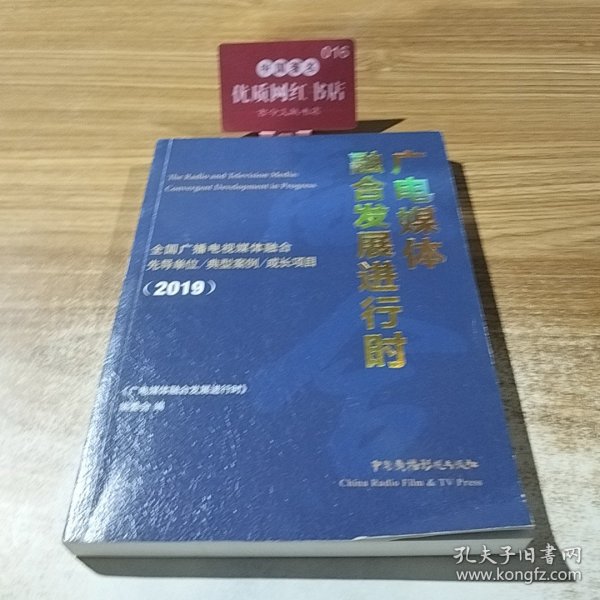 016
中国书店
优质网红书店
The Radio and Television Media:
Convergent Development in Progress
广电媒体
融合发展进行时
全国广播电视媒体融合
先导单位/典型案例/成长项目
(2019)
《广电媒体融合发展进行时》
编委会 编
中国广播影视出版社
China Radio Film & TV Press
孔夫子旧书网
www.kongfz.com